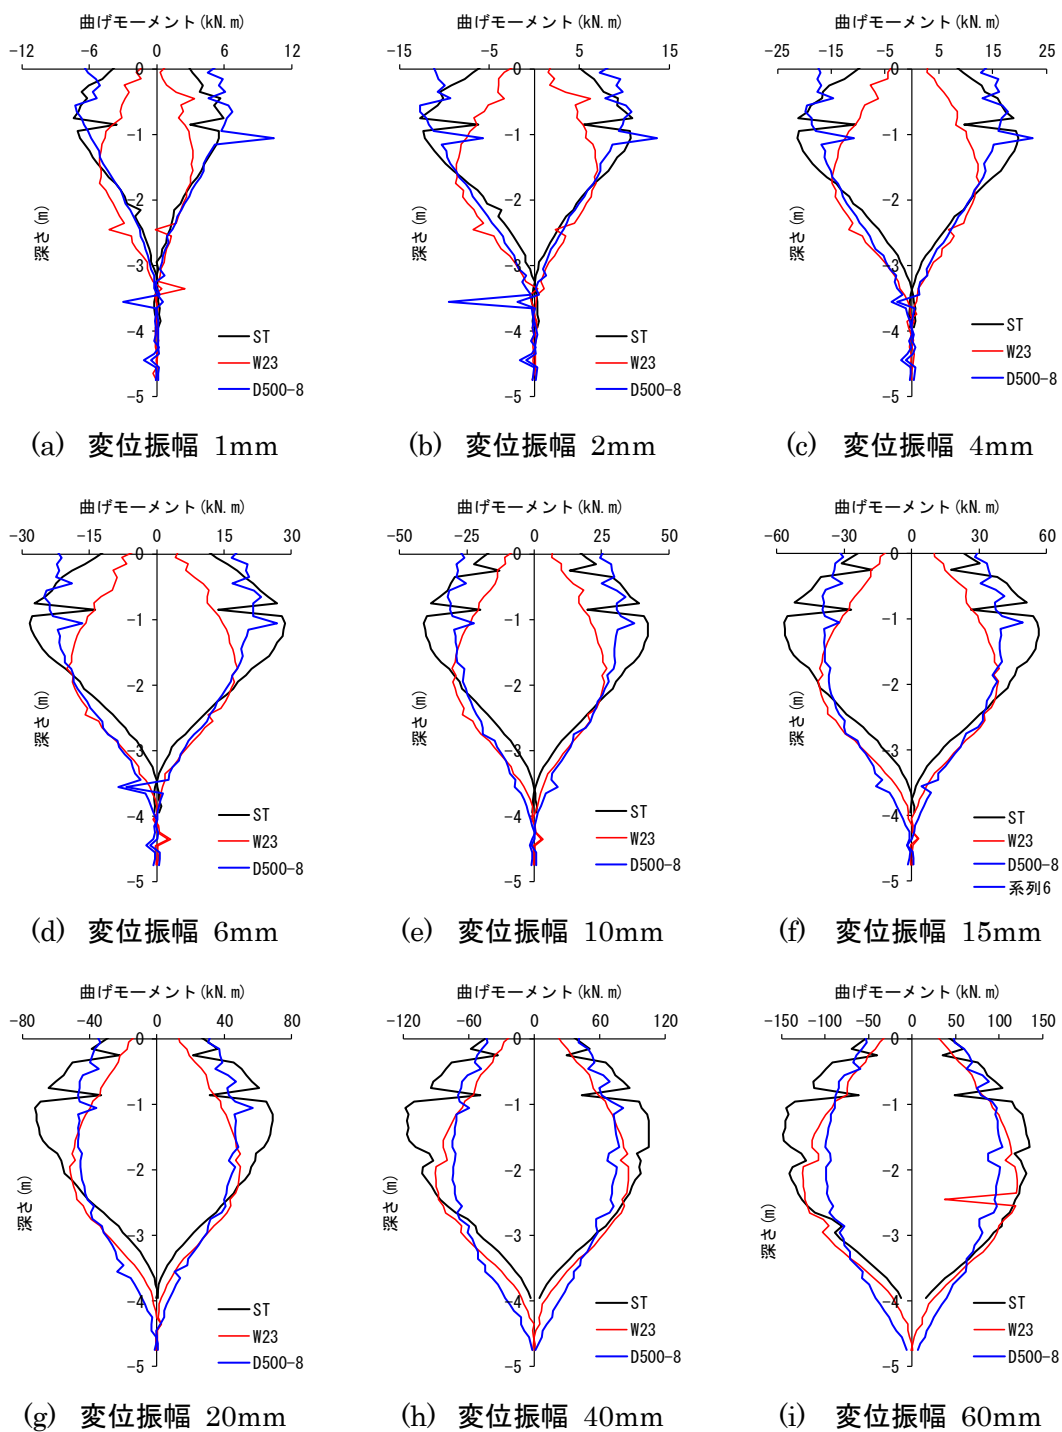 曲げモーメント(kN.m)
-12 -6 0 6 12
0
-1
-2
-3
-4
-5
深さ(m)
ST
W23
D500-8
(a) 変位振幅 1mm
曲げモーメント(kN.m)
-15 -5 5 15
0
-1
-2
-3
-4
-5
深さ(m)
ST
W23
D500-8
(b) 変位振幅 2mm
曲げモーメント(kN.m)
-25 -15 -5 5 15 25
0
-1
-2
-3
-4
-5
深さ(m)
ST
W23
D500-8
(c) 変位振幅 4mm
曲げモーメント(kN.m)
-30 -15 0 15 30
0
-1
-2
-3
-4
-5
深さ(m)
ST
W23
D500-8
(d) 変位振幅 6mm
曲げモーメント(kN.m)
-50 -25 0 25 50
0
-1
-2
-3
-4
-5
深さ(m)
ST
W23
D500-8
(e) 変位振幅 10mm
曲げモーメント(kN.m)
-60 -30 0 30 60
0
-1
-2
-3
-4
-5
深さ(m)
ST
W23
D500-8
系列6
(f) 変位振幅 15mm
曲げモーメント(kN.m)
-80 -40 0 40 80
0
-1
-2
-3
-4
-5
深さ(m)
ST
W23
D500-8
(g) 変位振幅 20mm
曲げモーメント(kN.m)
-120 -60 0 60 120
0
-1
-2
-3
-4
-5
深さ(m)
ST
W23
D500-8
(h) 変位振幅 40mm
曲げモーメント(kN.m)
-150 -100 -50 0 50 100 150
0
-1
-2
-3
-4
-5
深さ(m)
ST
W23
D500-8
(i) 変位振幅 60mm